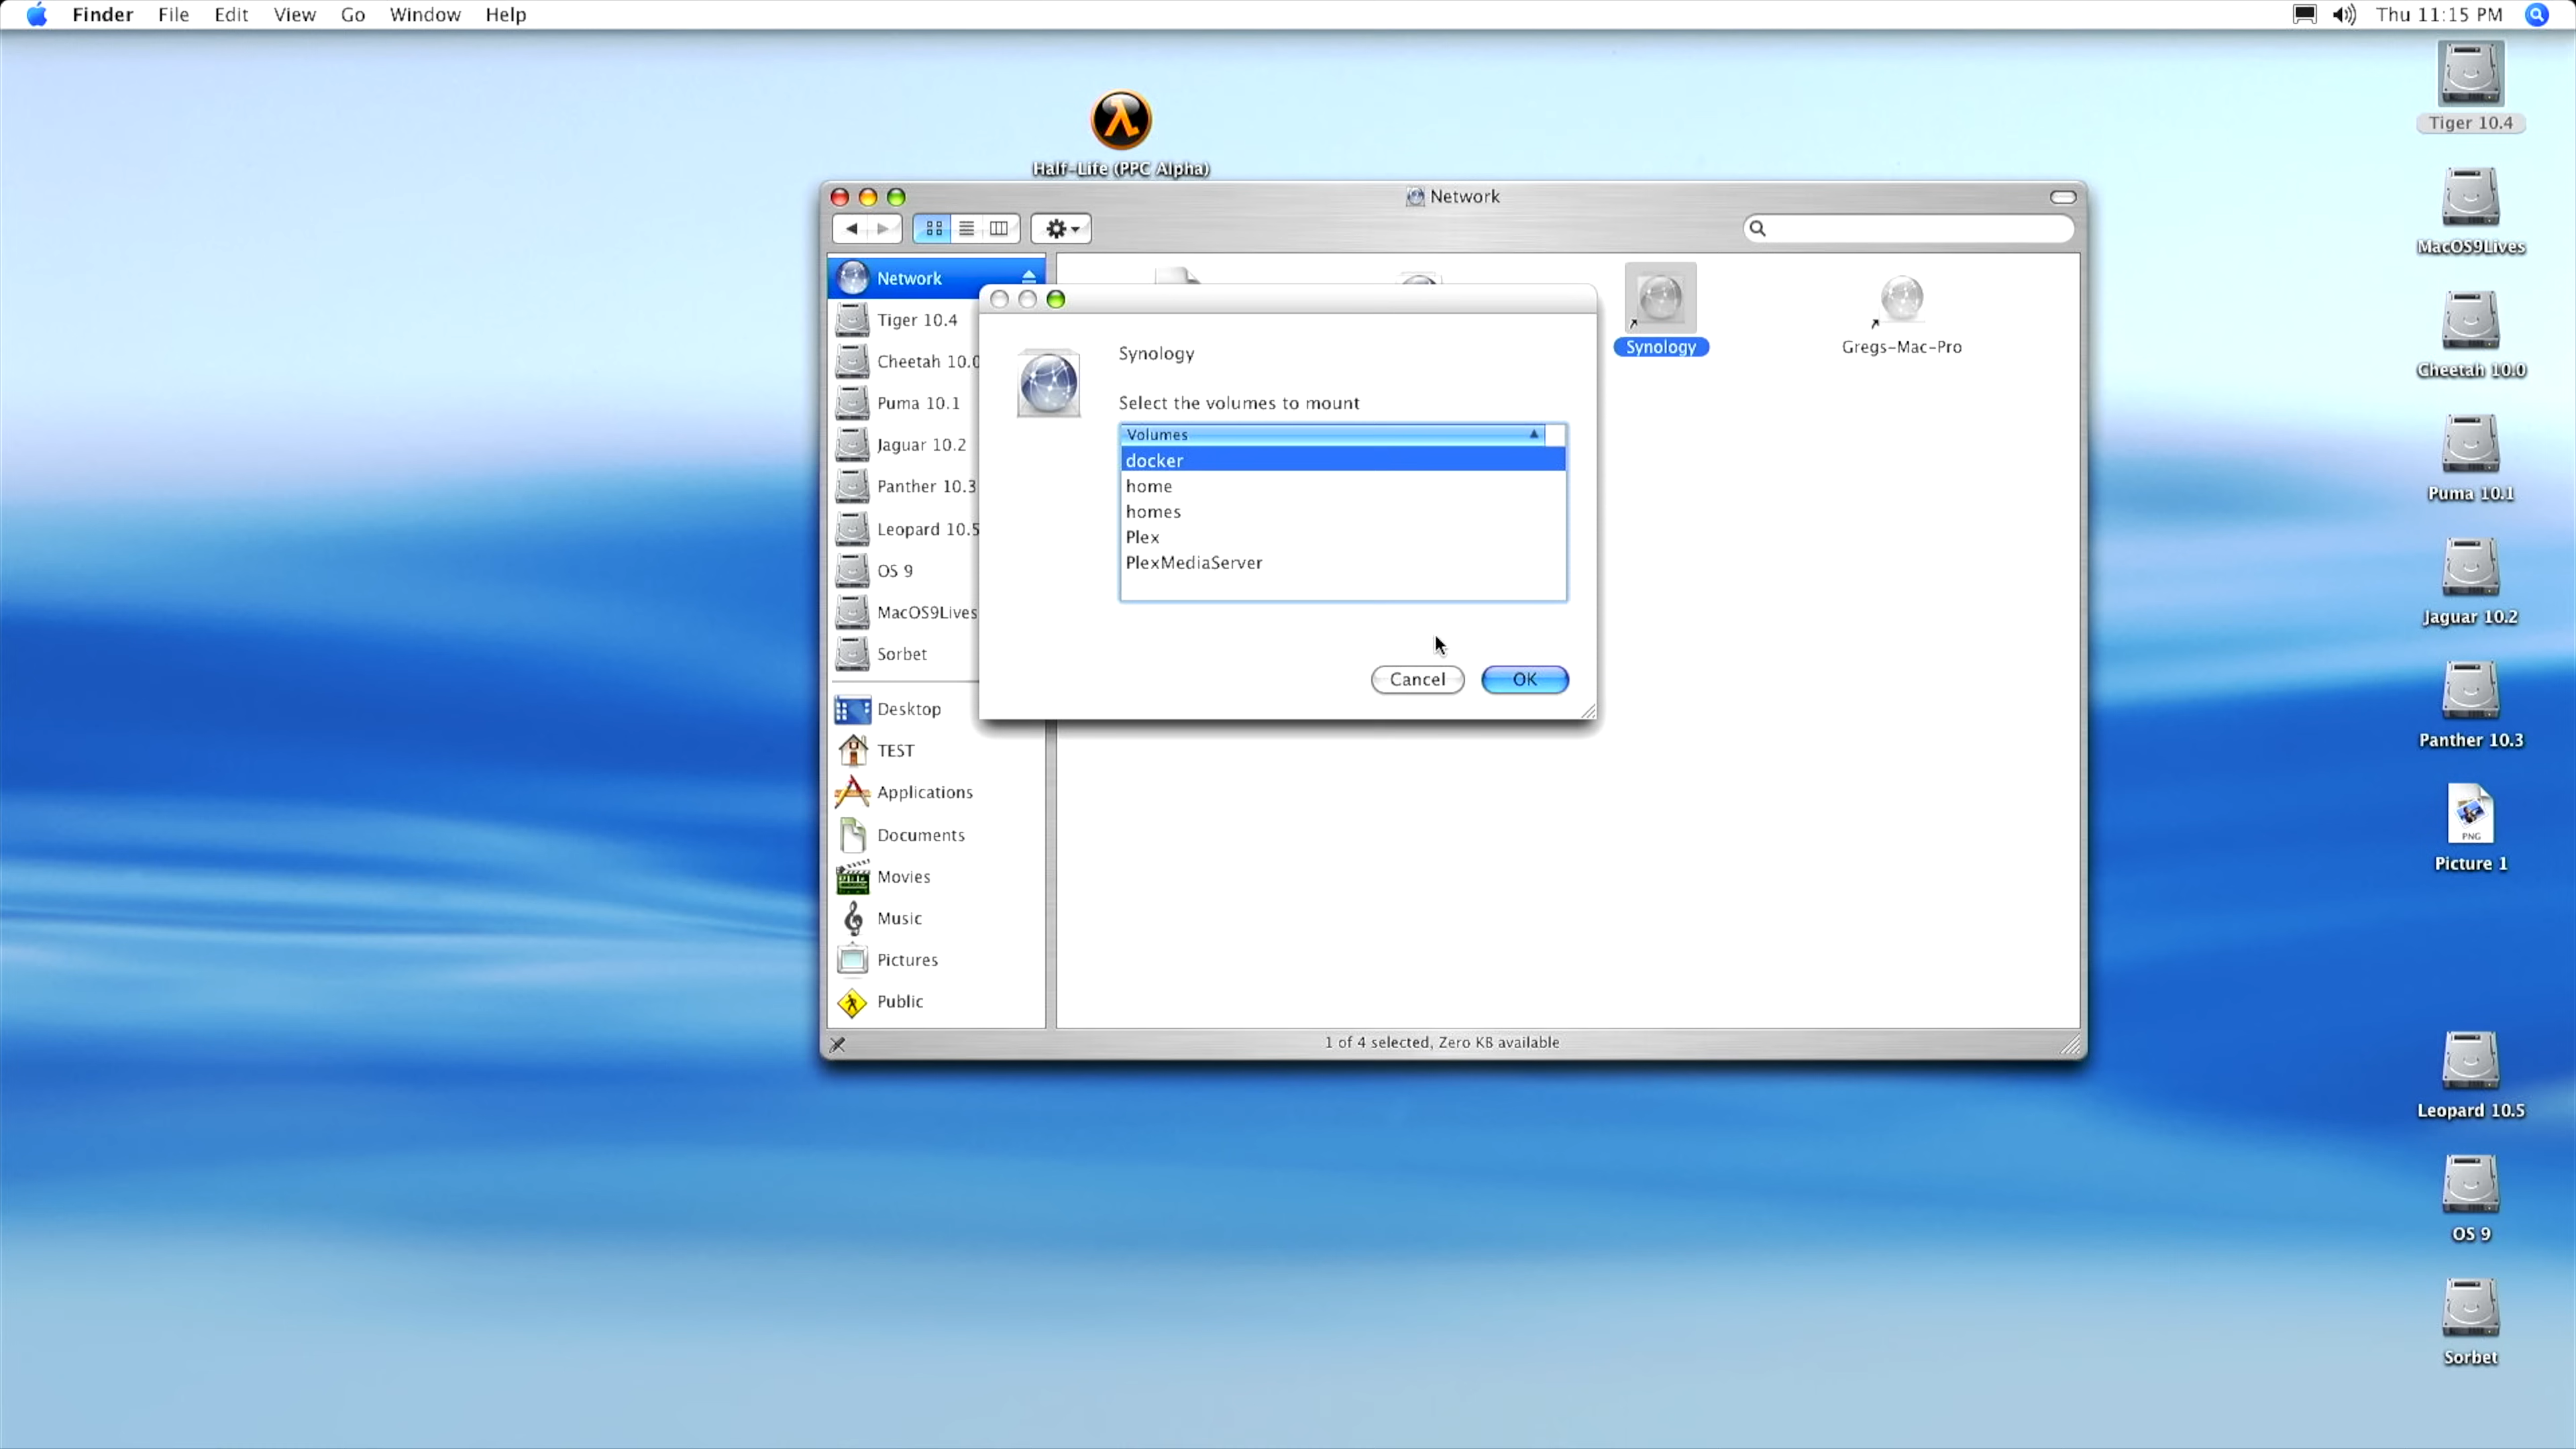 Finder File Edit View Go Window Help Thu 11:15 PM
Half-Life (PPC Alpha)
Network
Network
Tiger 10.4
Cheetah 10.0
Puma 10.1
Jaguar 10.2
Panther 10.3
Leopard 10.5
OS 9
MacOS9Lives
Sorbet
Desktop
TEST
Applications
Documents
Movies
Music
Pictures
Public
Synology
Gregs-Mac-Pro
Synology
Select the volumes to mount
Volumes
docker
home
homes
Plex
PlexMediaServer
Cancel OK
1 of 4 selected, Zero KB available
Tiger 10.4
MacOS9Lives
Cheetah 10.0
Puma 10.1
Jaguar 10.2
Panther 10.3
PNG
Picture 1
Leopard 10.5
OS 9
Sorbet